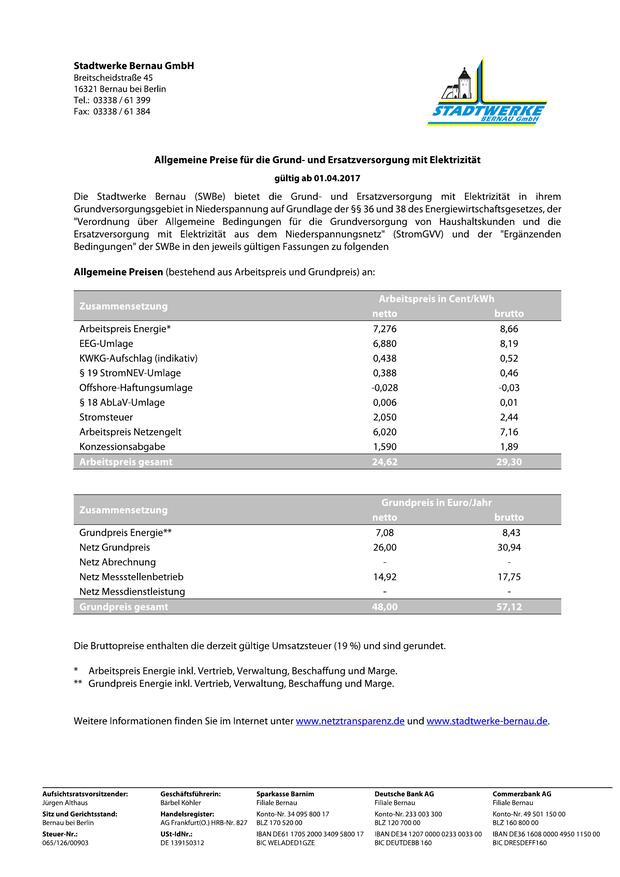 Stadtwerke Bernau GmbH
Breitscheidstraße 45
16321 Bernau bei Berlin
Tel.: 03338 / 61 399
Fax: 03338 / 61 384
STADTWERKE
BERNAU GmbH
Allgemeine Preise für die Grund- und Ersatzversorgung mit Elektrizität
gültig ab 01.04.2017
Die Stadtwerke Bernau (SWBe) bietet die Grund- und Ersatzversorgung mit Elektrizität in ihrem
Grundversorgungsgebiet in Niederspannung auf Grundlage der §§ 36 und 38 des Energiewirtschaftsgesetzes, der
"Verordnung über Allgemeine Bedingungen für die Grundversorgung von Haushaltskunden und die
Ersatzversorgung mit Elektrizität aus dem Niederspannungsnetz" (StromGVV) und der "Ergänzenden
Bedingungen" der SWBe in den jeweils gültigen Fassungen zu folgenden
Allgemeine Preisen (bestehend aus Arbeitspreis und Grundpreis) an:
Zusammensetzung Arbeitspreis in Cent/kWh
netto brutto
Arbeitspreis Energie* 7,276 8,66
EEG-Umlage 6,880 8,19
KWKG-Aufschlag (indikativ) 0,438 0,52
§ 19 StromNEV-Umlage 0,388 0,46
Offshore-Haftungsumlage -0,028 -0,03
§ 18 AbLaV-Umlage 0,006 0,01
Stromsteuer 2,050 2,44
Arbeitspreis Netzengelt 6,020 7,16
Konzessionsabgabe 1,590 1,89
Arbeitspreis gesamt 24,62 29,30
Zusammensetzung Grundpreis in Euro/Jahr
netto brutto
Grundpreis Energie** 7,08 8,43
Netz Grundpreis 26,00 30,94
Netz Abrechnung - -
Netz Messstellenbetrieb 14,92 17,75
Netz Messdienstleistung - -
Grundpreis gesamt 48,00 57,12
Die Bruttopreise enthalten die derzeit gültige Umsatzsteuer (19 %) und sind gerundet.
* Arbeitspreis Energie inkl. Vertrieb, Verwaltung, Beschaffung und Marge.
** Grundpreis Energie inkl. Vertrieb, Verwaltung, Beschaffung und Marge.
Weitere Informationen finden Sie im Internet unter www.netztransparenz.de und www.stadtwerke-bernau.de.
Aufsichtsratsvorsitzender: Geschäftsführerin: Sparkasse Barnim Deutsche Bank AG Commerzbank AG
Jürgen Althaus Bärbel Köhler Filiale Bernau Filiale Bernau Filiale Bernau
Sitz und Gerichtsstand: Handelsregister: Konto-Nr. 34 095 800 17 Konto-Nr. 233 003 300 Konto-Nr. 49 501 150 00
Bernau bei Berlin AG Frankfurt(O.) HRB-Nr. 827 BLZ 170 520 00 BLZ 120 700 00 BLZ 160 800 00
Steuer-Nr.: USt-IdNr.: IBAN DE61 1705 2000 3409 5800 17 IBAN DE34 1207 0000 0233 0033 00 IBAN DE36 1608 0000 4950 1150 00
065/126/00903 DE 139150312 BIC WELADED1GZE BIC DEUTDEBB 160 BIC DRESDEFF160